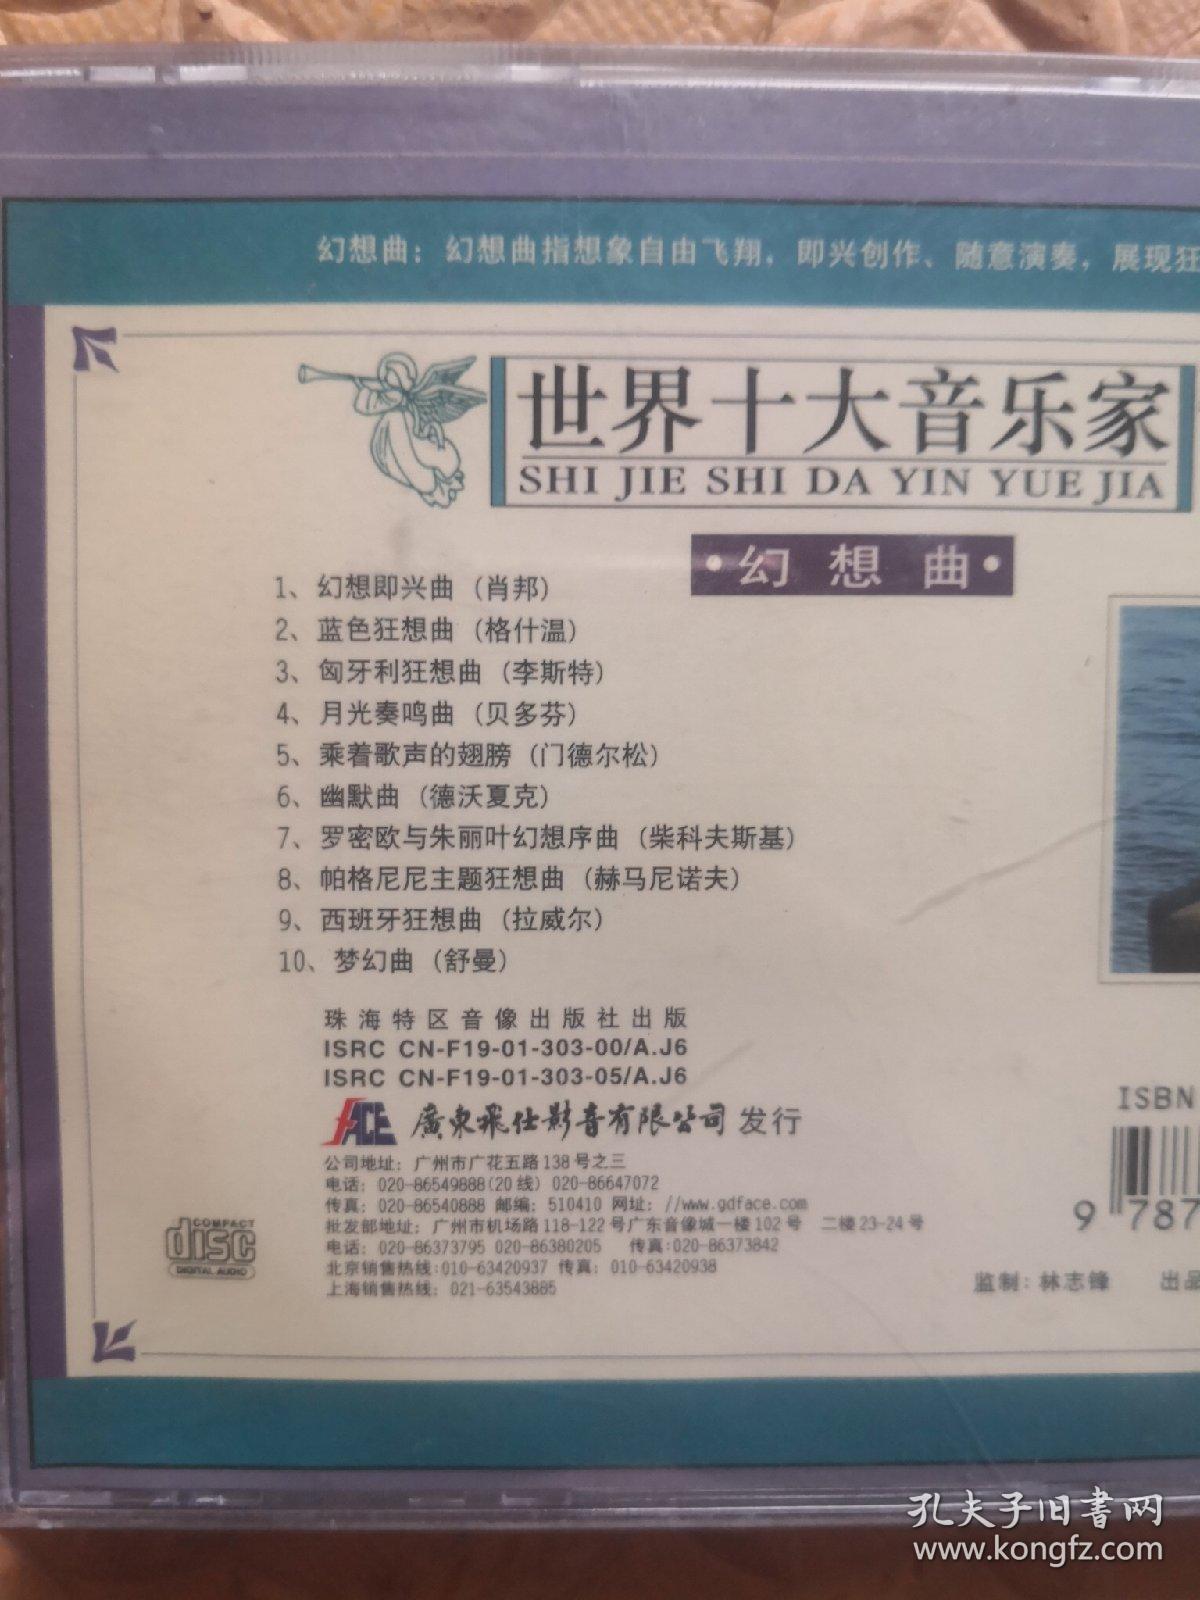 幻想曲：幻想曲指想象自由飞翔，即兴创作、随意演奏，展现狂
世界十大音乐家
SHI JIE SHI DA YIN YUE JIA
·幻想曲·
1、幻想即兴曲（肖邦）
2、蓝色狂想曲（格什温）
3、匈牙利狂想曲（李斯特）
4、月光奏鸣曲（贝多芬）
5、乘着歌声的翅膀（门德尔松）
6、幽默曲（德沃夏克）
7、罗密欧与朱丽叶幻想序曲（柴科夫斯基）
8、帕格尼尼主题狂想曲（赫马尼诺夫）
9、西班牙狂想曲（拉威尔）
10、梦幻曲（舒曼）
珠海特区音像出版社出版
ISRC CN-F19-01-303-00/A.J6
ISRC CN-F19-01-303-05/A.J6
FACE 廣東飛仕影音有限公司 发行
公司地址：广州市广花五路138号之三
电话：020-86549888(20线) 020-86647072
传真：020-86540888 邮编：510410 网址：//www.gdface.com
批发部地址：广州市机场路118-122号广东音像城一楼102号 二楼23-24号
电话：020-86373795 020-86380205 传真:020-86373842
北京销售热线:010-63420937 传真：010-63420938
上海销售热线：021-63543885
COMPACT
disc
DIGITAL AUDIO
ISBN
9 787
监制：林志锋 出品
孔夫子旧书网
www.kongfz.com